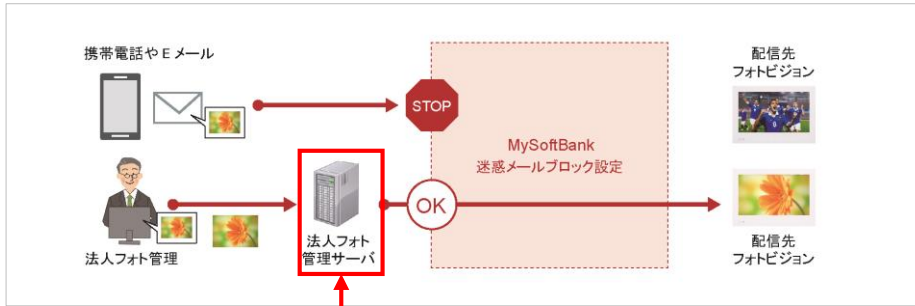 携帯電話やEメール
配信先
フォトビジョン
STOP
MySoftBank
迷惑メールブロック設定
OK
法人フォト管理
法人フォト
管理サーバ
配信先
フォトビジョン